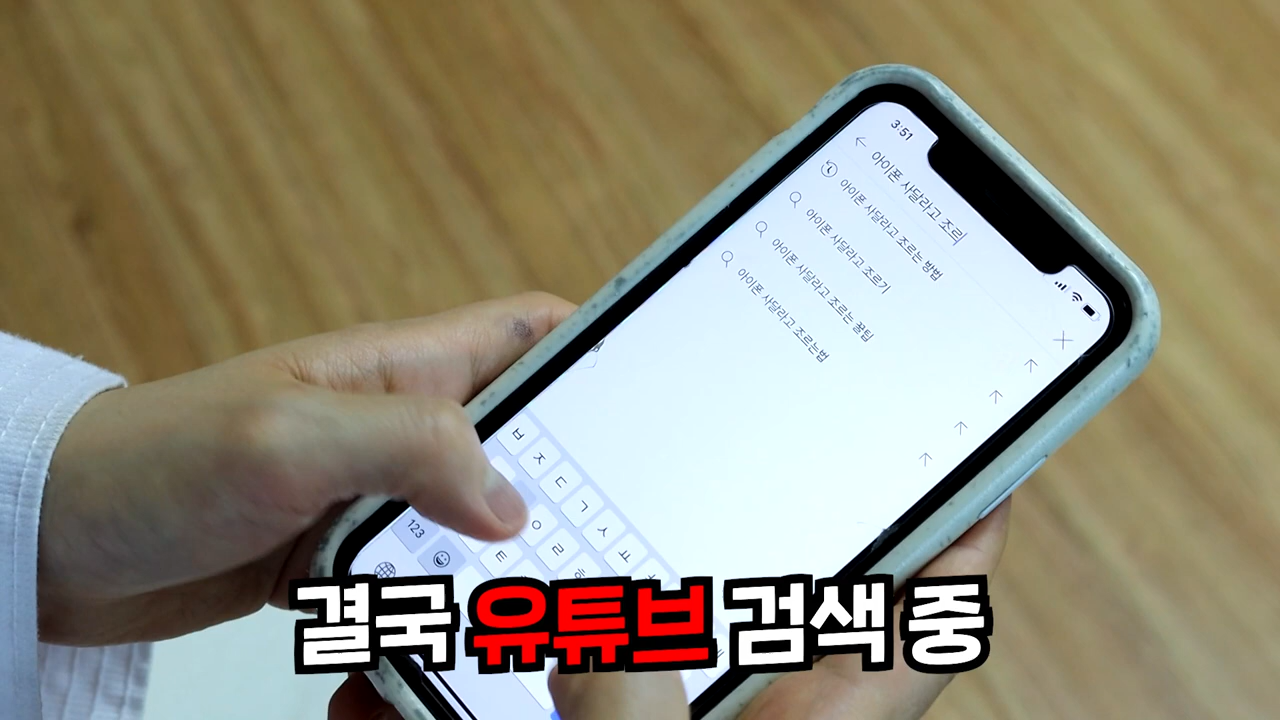 3:51
아이폰 사달라고 조리
아이폰 사달라고 조르는 방법
아이폰 사달라고 조르기
아이폰 사달라고 조르는 꿀팁
아이폰 사달라고 조르는법
ㅂ ㅈ ㄷ ㄱ ㅅ ㅛ
ㅇ ㄹ ㅎ
ㅌ
123
결국 유튜브 검색 중